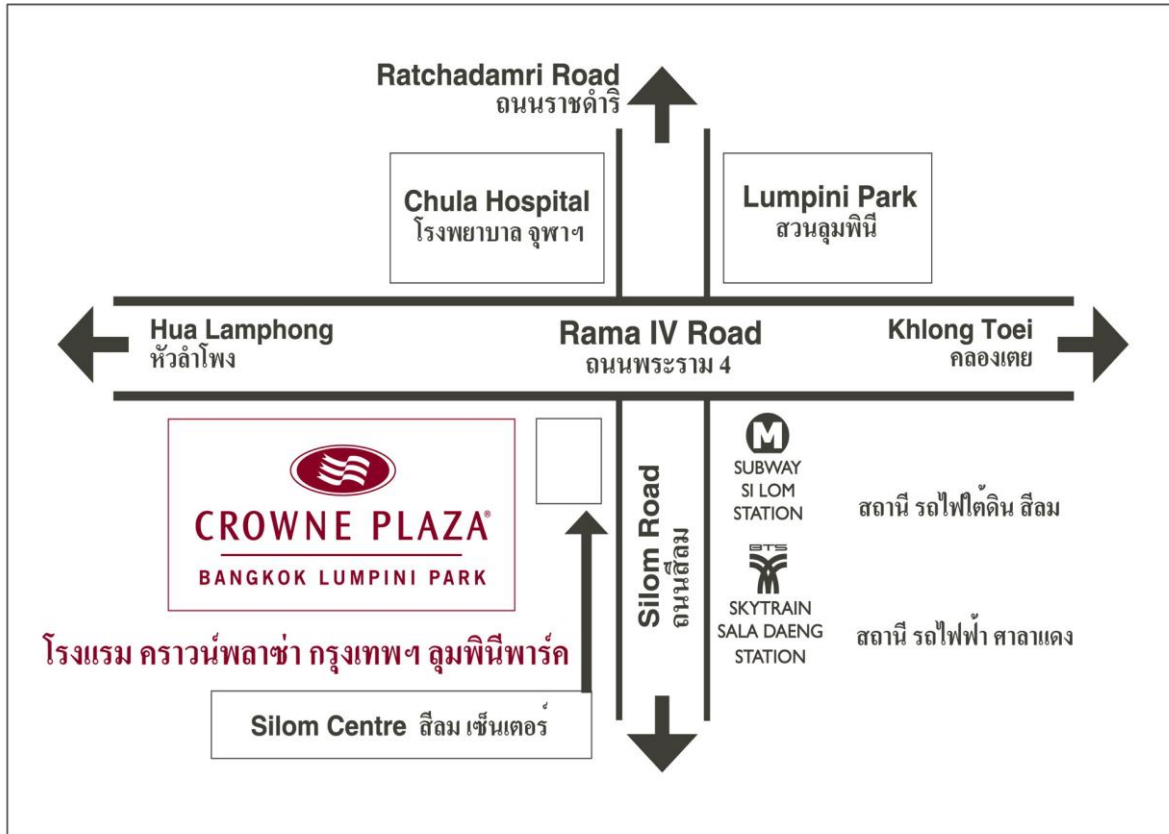 Ratchadamri Road
ถนนราชดำริ
Chula Hospital
โรงพยาบาล จุฬาฯ
Lumpini Park
สวนลุมพินี
Hua Lamphong
หัวลำโพง
Rama IV Road
ถนนพระราม 4
Khlong Toei
คลองเตย
CROWNE PLAZA®
BANGKOK LUMPINI PARK
โรงแรม คราวน์พลาซ่า กรุงเทพฯ ลุมพินีพาร์ค
Silom Centre สีลม เซ็นเตอร์
Silom Road
ถนนสีลม
M
SUBWAY
SI LOM
STATION
สถานี รถไฟใต้ดิน สีลม
BTS
SKYTRAIN
SALA DAENG
STATION
สถานี รถไฟฟ้า ศาลาแดง